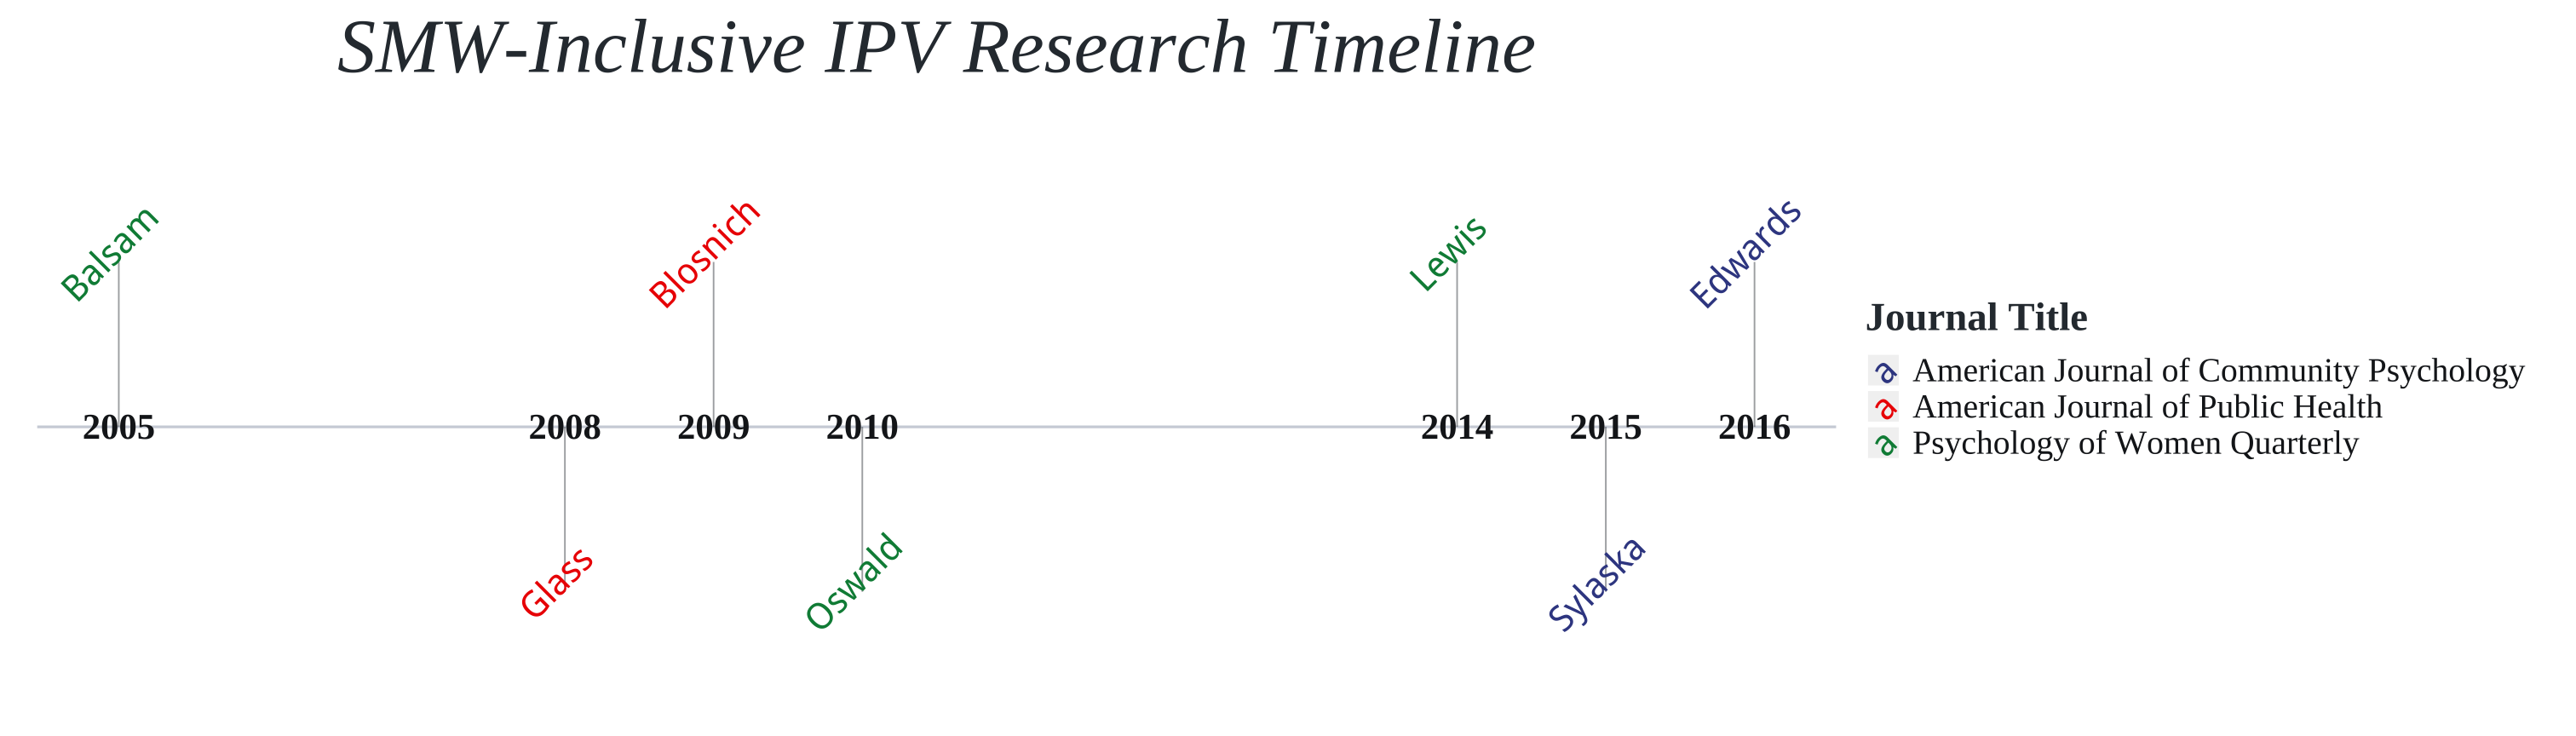 SMW-Inclusive IPV Research Timeline
Balsam
Blosnich
Lewis
Edwards
2005
2008
2009
2010
2014
2015
2016
Glass
Oswald
Sylaska
Journal Title
a American Journal of Community Psychology
a American Journal of Public Health
a Psychology of Women Quarterly